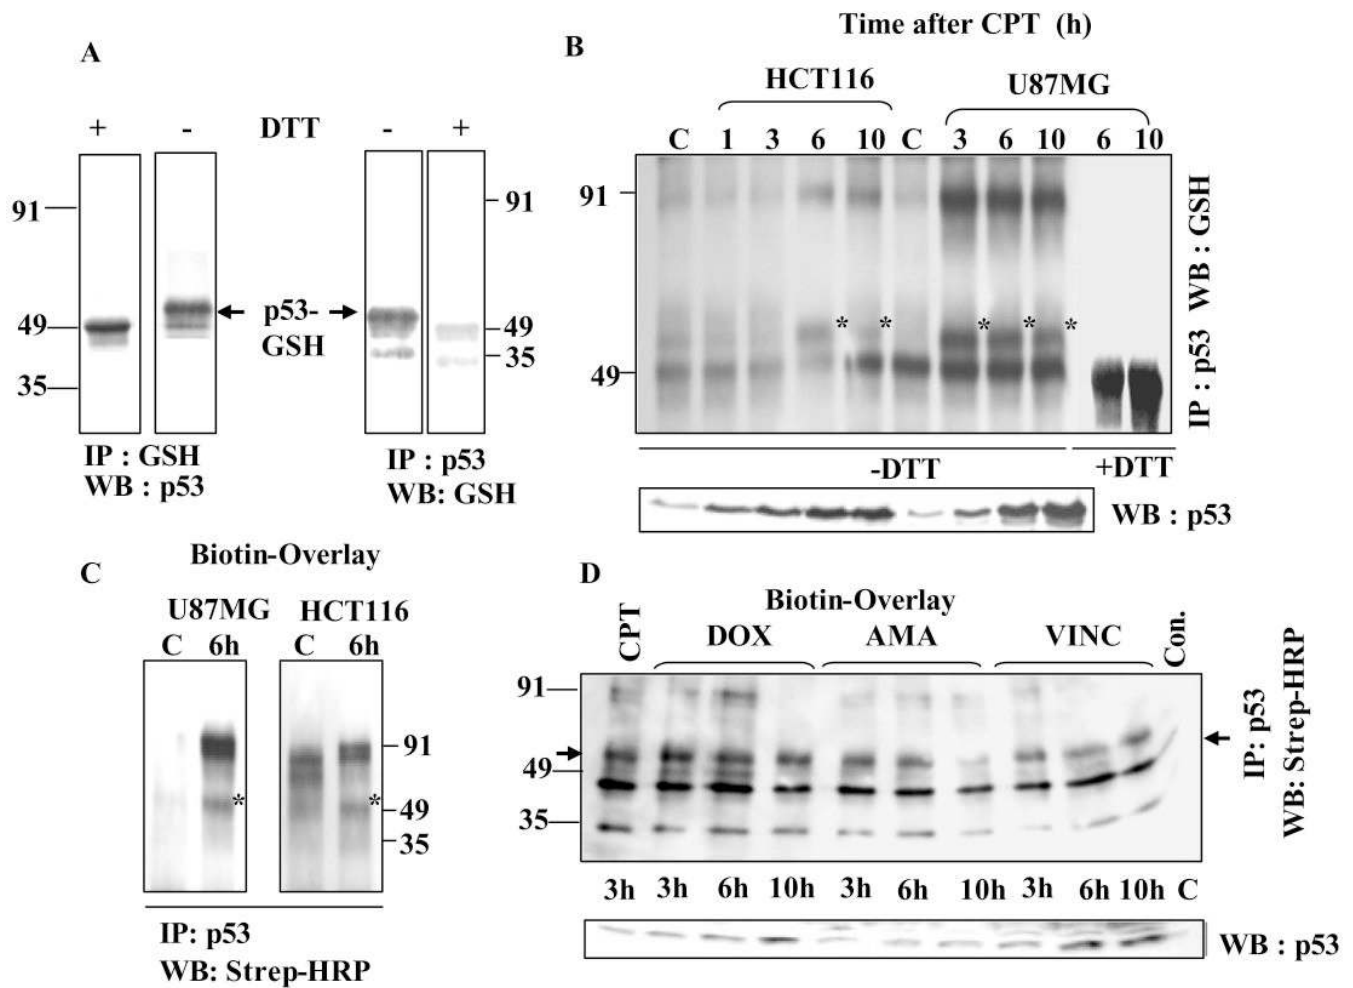 A
+ - DTT - +
91
49
35
p53-
GSH
91
49
35
IP : GSH
WB : p53
IP : p53
WB: GSH
B
Time after CPT (h)
HCT116
U87MG
C 1 3 6 10 C 3 6 10 6 10
91
49
* * * * *
IP : p53 WB : GSH
-DTT
+DTT
WB : p53
C
Biotin-Overlay
U87MG
HCT116
C 6h
C 6h
* *
91
49
35
IP: p53
WB: Strep-HRP
D
Biotin-Overlay
CPT
DOX
AMA
VINC
Con.
91
49
35
IP: p53
WB: Strep-HRP
3h 3h 6h 10h 3h 6h 10h 3h 6h 10h C
WB : p53